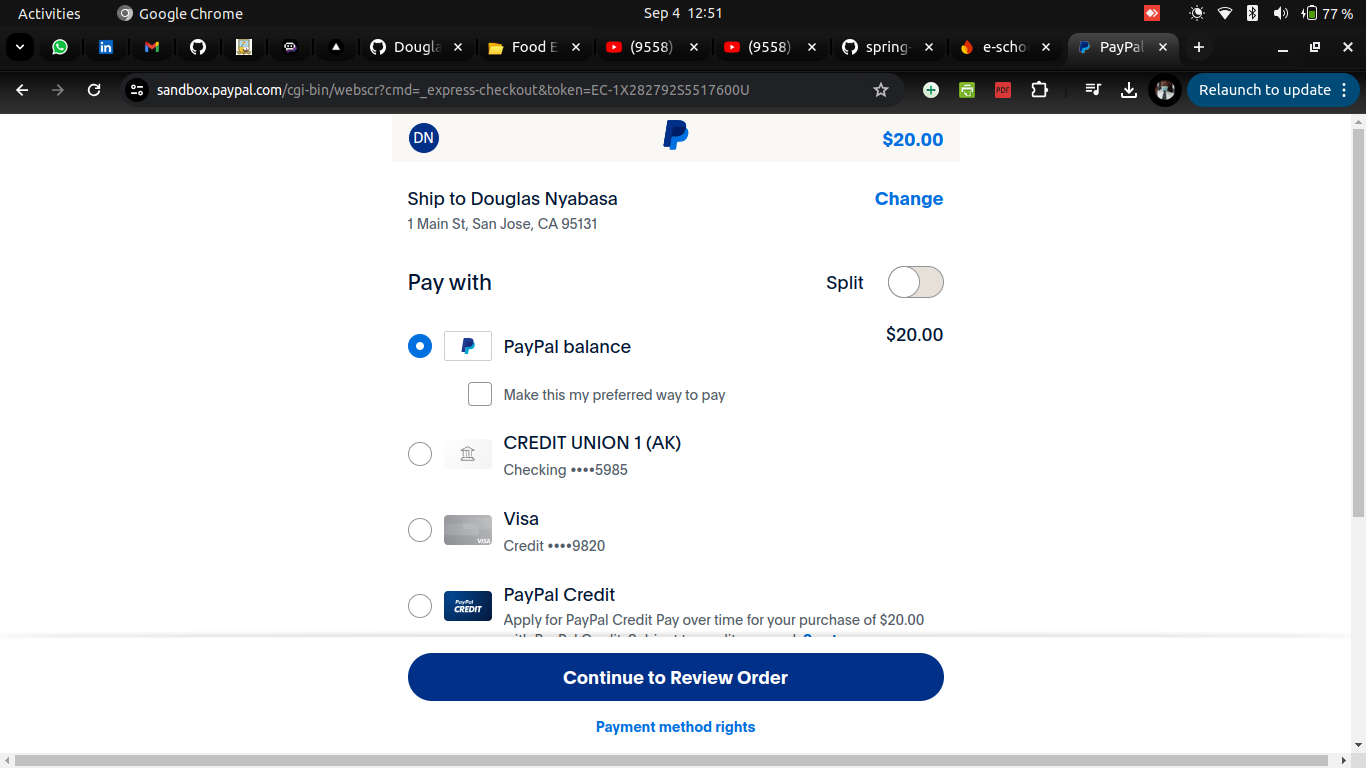 Activities Google Chrome Sep 4 12:51 77 %
Dougla Food E (9558) (9558) spring- e-scho PayPal
sandbox.paypal.com/cgi-bin/webscr?cmd=_express-checkout&token=EC-1X282792S5517600U PDF Relaunch to update
DN $20.00
Ship to Douglas Nyabasa Change
1 Main St, San Jose, CA 95131
Pay with Split
PayPal balance $20.00
Make this my preferred way to pay
CREDIT UNION 1 (AK)
Checking ••••5985
Visa
VISA
Credit ••••9820
PayPal Credit
PayPal
CREDIT
Apply for PayPal Credit Pay over time for your purchase of $20.00
Continue to Review Order
Payment method rights